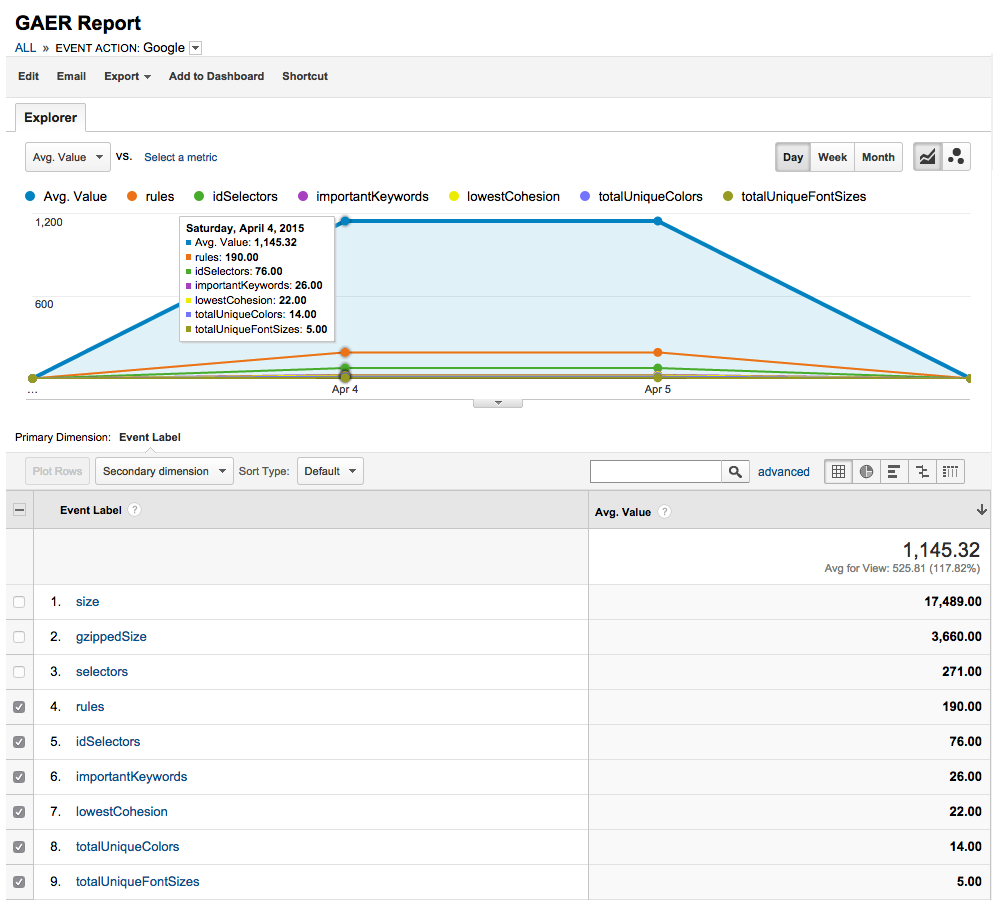 GAER Report
ALL » EVENT ACTION: Google
Edit Email Export Add to Dashboard Shortcut
Explorer
Avg. Value VS. Select a metric Day Week Month
Avg. Value rules idSelectors importantKeywords lowestCohesion totalUniqueColors totalUniqueFontSizes
1,200
Saturday, April 4, 2015
Avg. Value: 1,145.32
rules: 190.00
idSelectors: 76.00
importantKeywords: 26.00
lowestCohesion: 22.00
totalUniqueColors: 14.00
totalUniqueFontSizes: 5.00
600
... Apr 4 Apr 5
Primary Dimension: Event Label
Plot Rows Secondary dimension Sort Type: Default advanced
Event Label ? Avg. Value ?
1,145.32
Avg for View: 525.81 (117.82%)
1. size 17,489.00
2. gzippedSize 3,660.00
3. selectors 271.00
4. rules 190.00
5. idSelectors 76.00
6. importantKeywords 26.00
7. lowestCohesion 22.00
8. totalUniqueColors 14.00
9. totalUniqueFontSizes 5.00